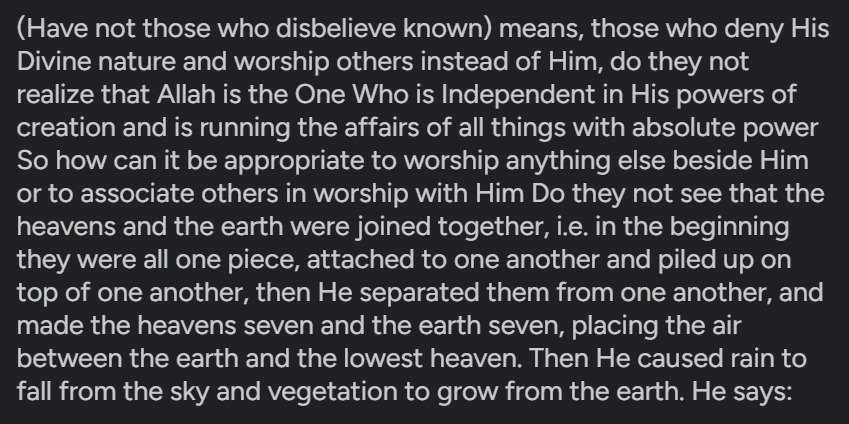 (Have not those who disbelieve known) means, those who deny His
Divine nature and worship others instead of Him, do they not
realize that Allah is the One Who is Independent in His powers of
creation and is running the affairs of all things with absolute power
So how can it be appropriate to worship anything else beside Him
or to associate others in worship with Him Do they not see that the
heavens and the earth were joined together, i.e. in the beginning
they were all one piece, attached to one another and piled up on
top of one another, then He separated them from one another, and
made the heavens seven and the earth seven, placing the air
between the earth and the lowest heaven. Then He caused rain to
fall from the sky and vegetation to grow from the earth. He says: